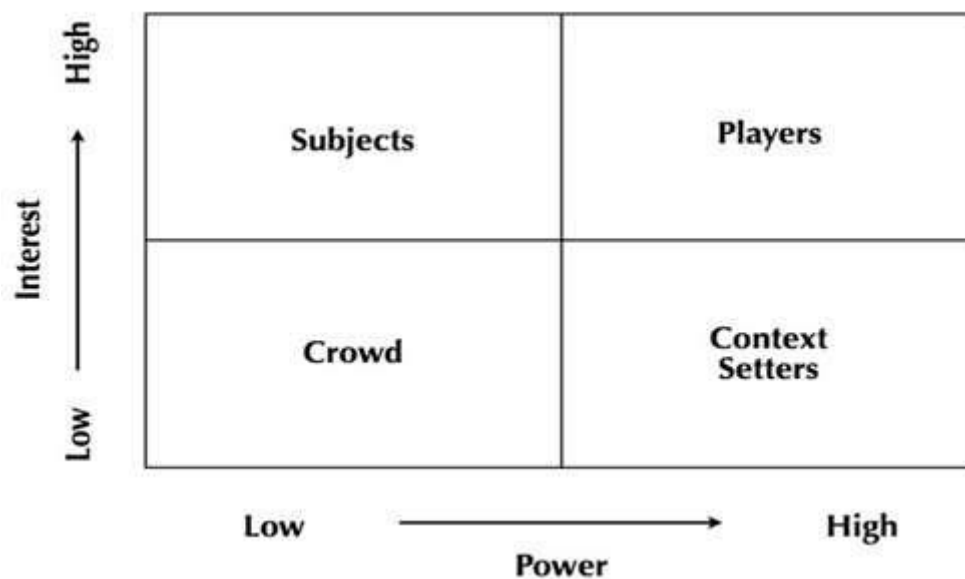 High
Subjects
Players
Interest
Crowd
Context
Setters
Low
Low
High
Power